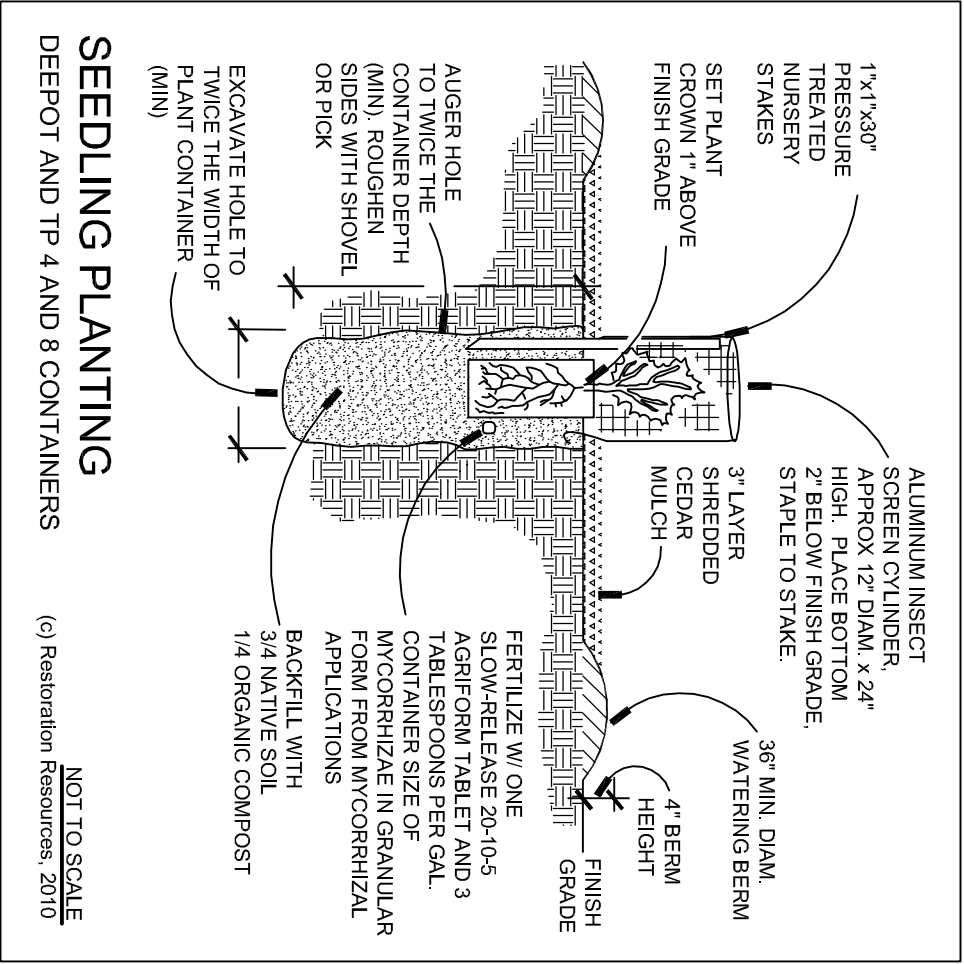 1"x1"x30"
PRESSURE
TREATED
NURSERY
STAKES
SET PLANT
CROWN 1" ABOVE
FINISH GRADE
AUGER HOLE
TO TWICE THE
CONTAINER DEPTH
(MIN). ROUGHEN
SIDES WITH SHOVEL
OR PICK
EXCAVATE HOLE TO
TWICE THE WIDTH OF
PLANT CONTAINER
(MIN)
ALUMINUM INSECT
SCREEN CYLINDER,
APPROX 12" DIAM. x 24"
HIGH. PLACE BOTTOM
2" BELOW FINISH GRADE,
STAPLE TO STAKE.
3" LAYER
SHREDDED
CEDAR
MULCH
36" MIN. DIAM.
WATERING BERM
4" BERM
HEIGHT
FINISH
GRADE
FERTILIZE W/ ONE
SLOW-RELEASE 20-10-5
AGRIFORM TABLET AND 3
TABLESPOONS PER GAL.
CONTAINER SIZE OF
MYCORRHIZAE IN GRANULAR
FORM FROM MYCORRHIZAL
APPLICATIONS
BACKFILL WITH
3/4 NATIVE SOIL
1/4 ORGANIC COMPOST
SEEDLING PLANTING
DEEPOT AND TP 4 AND 8 CONTAINERS
NOT TO SCALE
(c) Restoration Resources, 2010